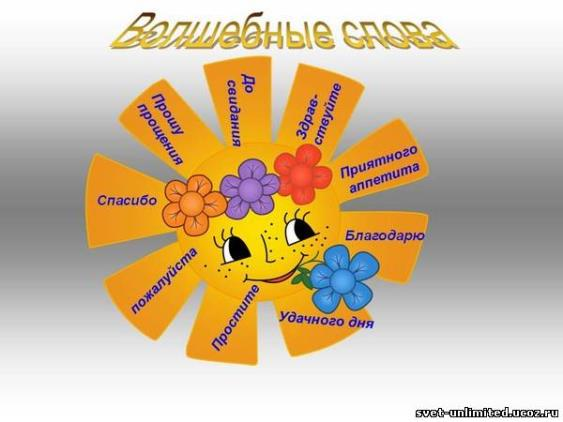 Волшебные слова
До
свидания
Здрав-
ствуйте
Прошу
прощения
Приятного
аппетита
Спасибо
Благодарю
пожалуйста
Простите
Удачного дня
svet-unlimited.ucoz.ru